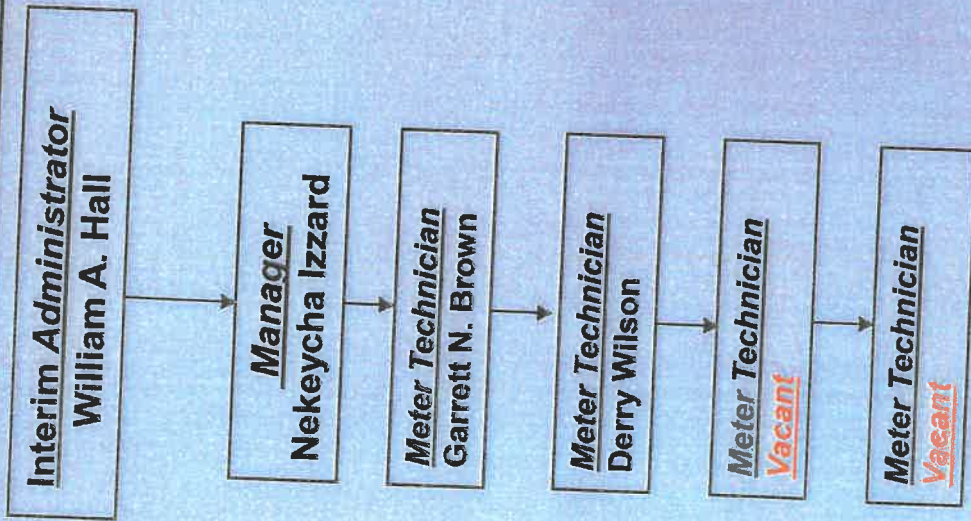 Interim Administrator
William A. Hall
Manager
Nekeycha Izzard
Meter Technician
Garrett N. Brown
Meter Technician
Derry Wilson
Meter Technician
Vacant
Meter Technician
Vacant